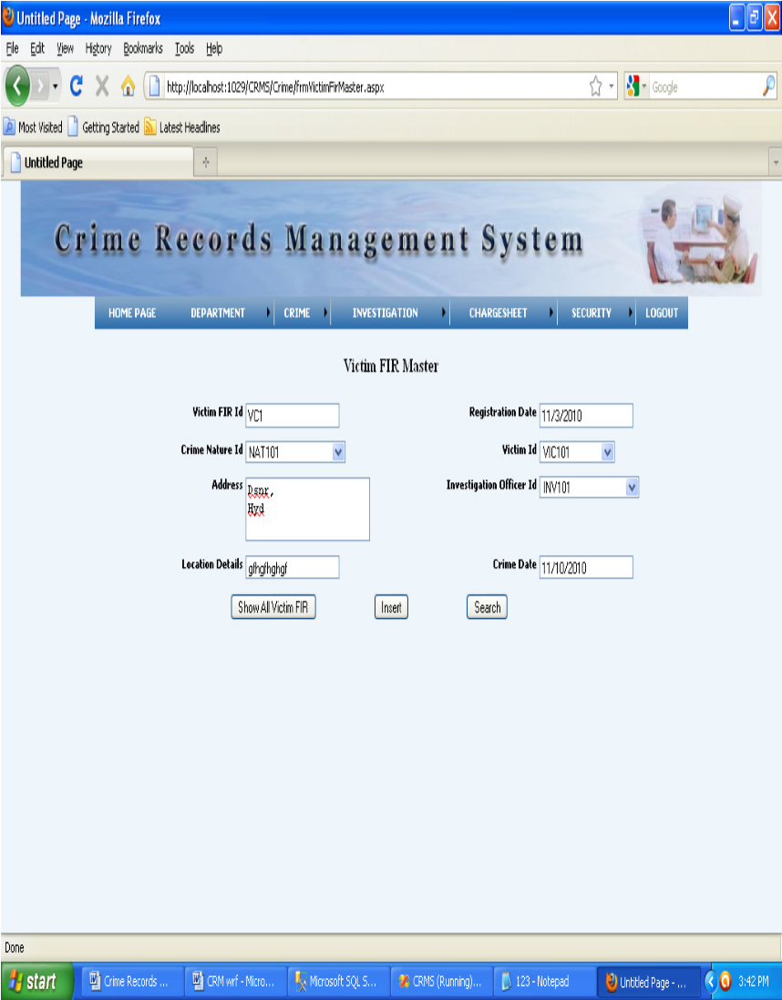 Untitled Page - Mozilla Firefox
File Edit View History Bookmarks Tools Help
http://localhost:1029/CRMS/Crime/frmVictimFirMaster.aspx
Google
Most Visited Getting Started Latest Headlines
Untitled Page
Crime Records Management System
HOME PAGE DEPARTMENT CRIME INVESTIGATION CHARGESHEET SECURITY LOGOUT
Victim FIR Master
Victim FIR Id VC1 Registration Date 11/3/2010
Crime Nature Id NAT101 Victim Id VIC101
Address Dsnr, Investigation Officer Id INV101
Hyd
Location Details gfhgfhghgf Crime Date 11/10/2010
Show All Victim FIR Insert Search
Done
start Crime Records ... CRM wrf - Micro... Microsoft SQL S... CRMS (Running)... 123 - Notepad Untitled Page - ... 3:42 PM